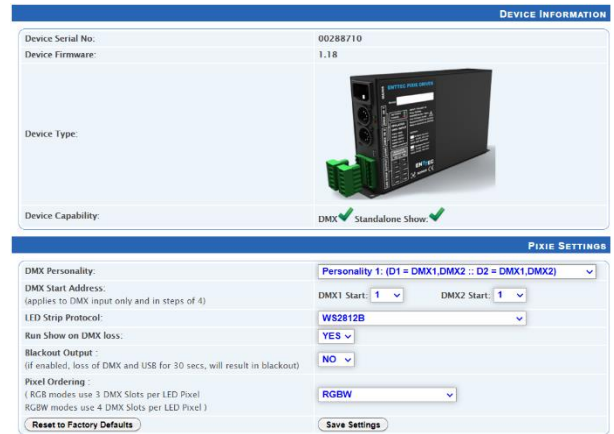 DEVICE INFORMATION
Device Serial No: 00288710
Device Firmware: 1.18
Device Type:
ENTTEC PIXIE DRIVER
ENTTEC
Device Capability: DMX Standalone Show:
PIXIE SETTINGS
DMX Personality: Personality 1: (D1 = DMX1,DMX2 :: D2 = DMX1,DMX2)
DMX Start Address:
(applies to DMX input only and in steps of 4) DMX1 Start: 1 DMX2 Start: 1
LED Strip Protocol: WS2812B
Run Show on DMX loss: YES
Blackout Output :
(if enabled, loss of DMX and USB for 30 secs, will result in blackout) NO
Pixel Ordering :
( RGB modes use 3 DMX Slots per LED Pixel
RGBW modes use 4 DMX Slots per LED Pixel ) RGBW
Reset to Factory Defaults Save Settings